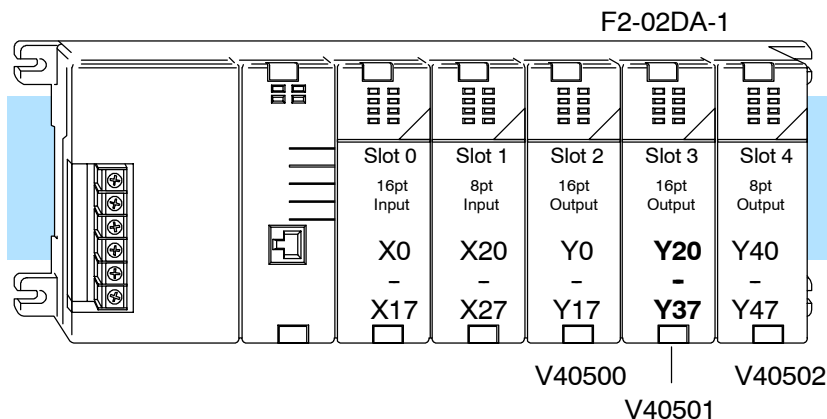 F2-02DA-1
Slot 0 Slot 1 Slot 2 Slot 3 Slot 4
16pt 8pt 16pt 16pt 8pt
Input Input Output Output Output
X0 X20 Y0 Y20 Y40
– – – – –
X17 X27 Y17 Y37 Y47
V40500 V40502
V40501